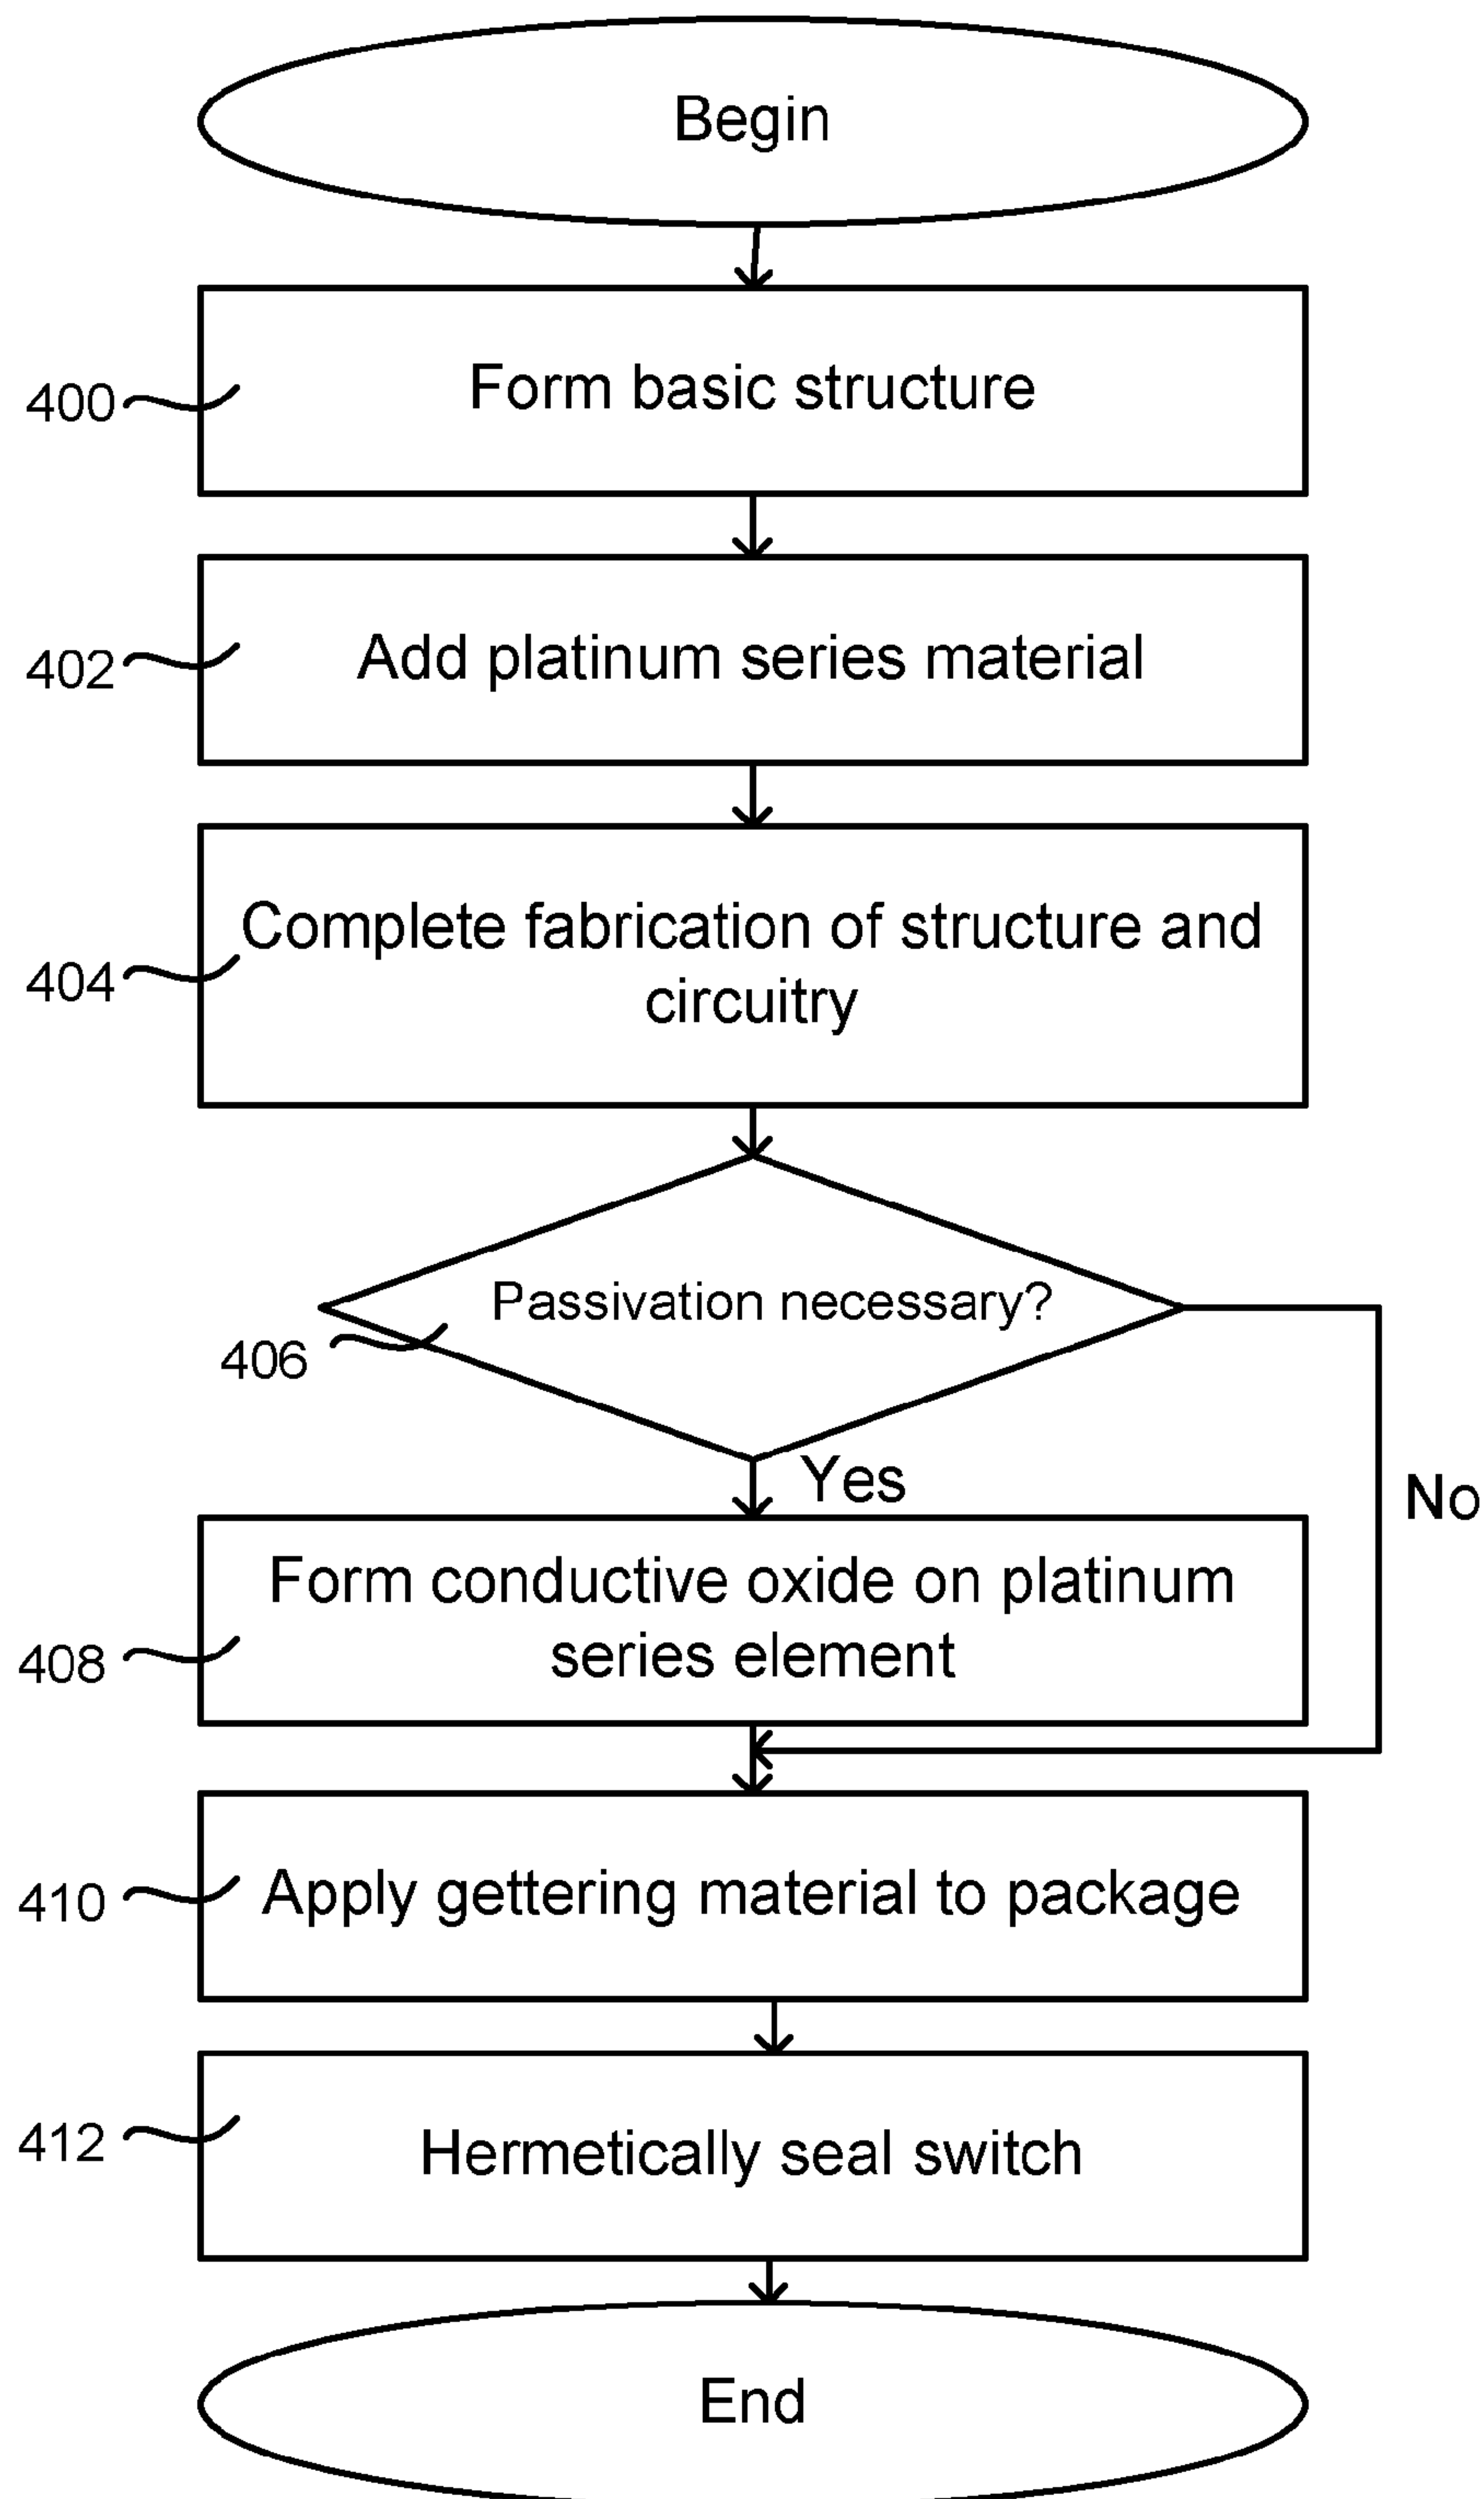 Begin
400
Form basic structure
402
Add platinum series material
404
Complete fabrication of structure and
circuitry
Passivation necessary?
406
Yes
No
Form conductive oxide on platinum
series element
408
410
Apply gettering material to package
412
Hermetically seal switch
End